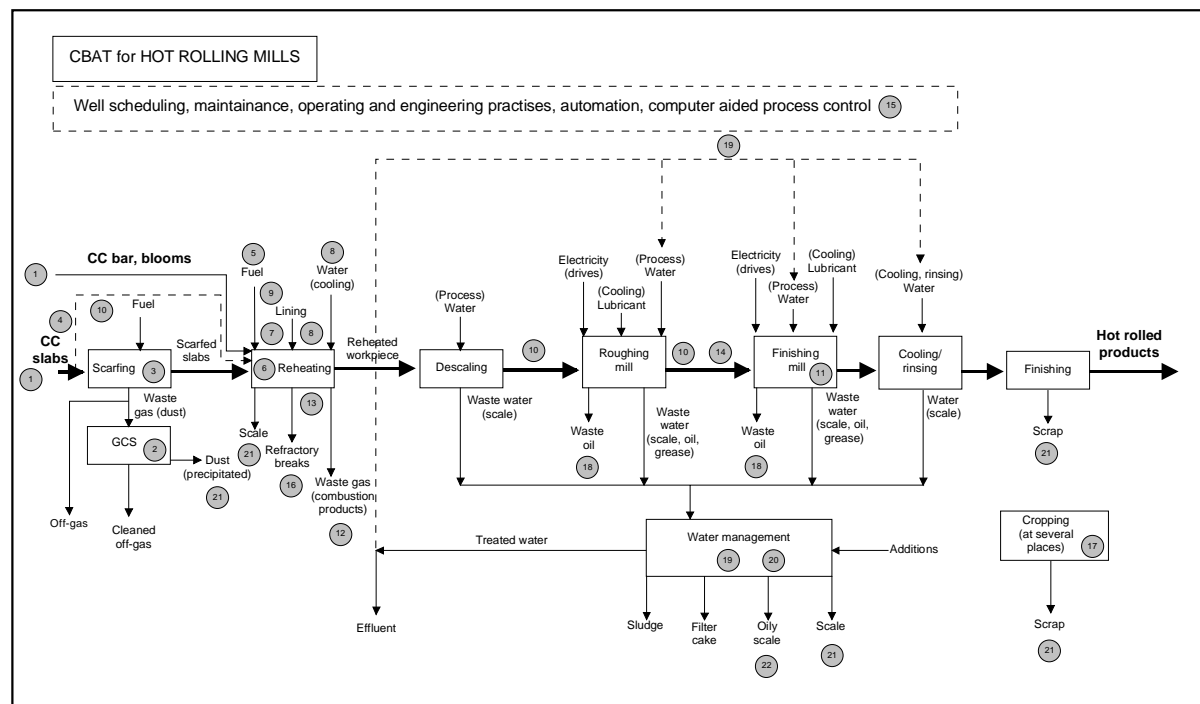 CBAT for HOT ROLLING MILLS
Well scheduling, maintainance, operating and engineering practises, automation, computer aided process control 15
19
1
CC bar, blooms
5
Fuel
8
Water
(cooling)
9
Lining
7
8
4
10
Fuel
CC
slabs
1
Scarfing 3
Scarfed
slabs
6 Reheating
Reheated
workpiece
(Process)
Water
Descaling
10
Electricity
(drives)
(Cooling)
Lubricant
(Process)
Water
Roughing
mill
10
14
Electricity
(drives)
(Process)
Water
(Cooling)
Lubricant
Finishing
mill 11
(Cooling, rinsing)
Water
Cooling/
rinsing
Finishing
Hot rolled
products
Waste
gas (dust)
GCS
2
Dust
(precipitated)
21
Off-gas
Cleaned
off-gas
Scale
21
13
Refractory
breaks
16
Waste gas
(combustion
products)
12
Waste water
(scale)
Waste
oil
18
Waste
water
(scale, oil,
grease)
Waste
oil
18
Waste
water
(scale, oil,
grease)
Water
(scale)
Scrap
21
Treated water
Water management
19
20
Additions
Effluent
Sludge
Filter
cake
Oily
scale
22
Scale
21
Cropping
(at several
places)
17
Scrap
21